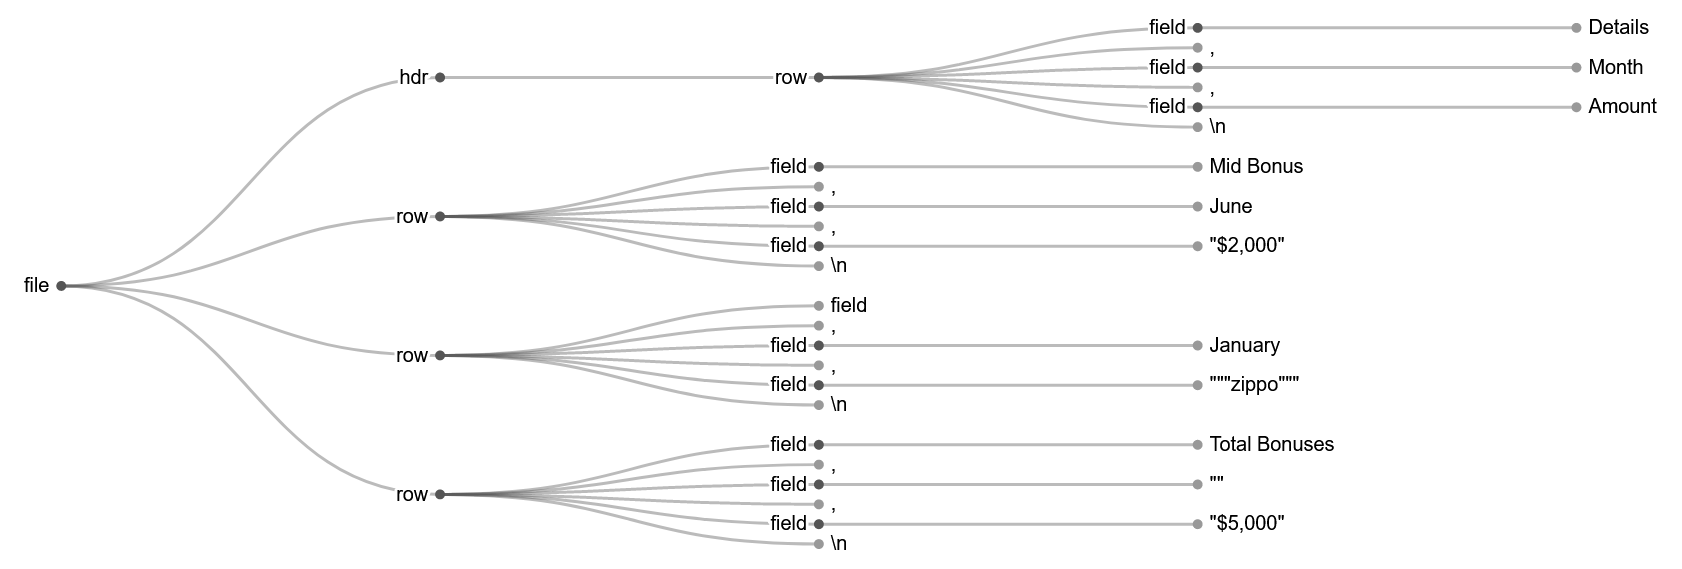 field Details
,
hdr row field Month
,
field Amount
\n
field Mid Bonus
,
row field June
,
field "$2,000"
\n
file
field
,
row field January
,
field """zippo"""
\n
field Total Bonuses
,
row field ""
,
field "$5,000"
\n